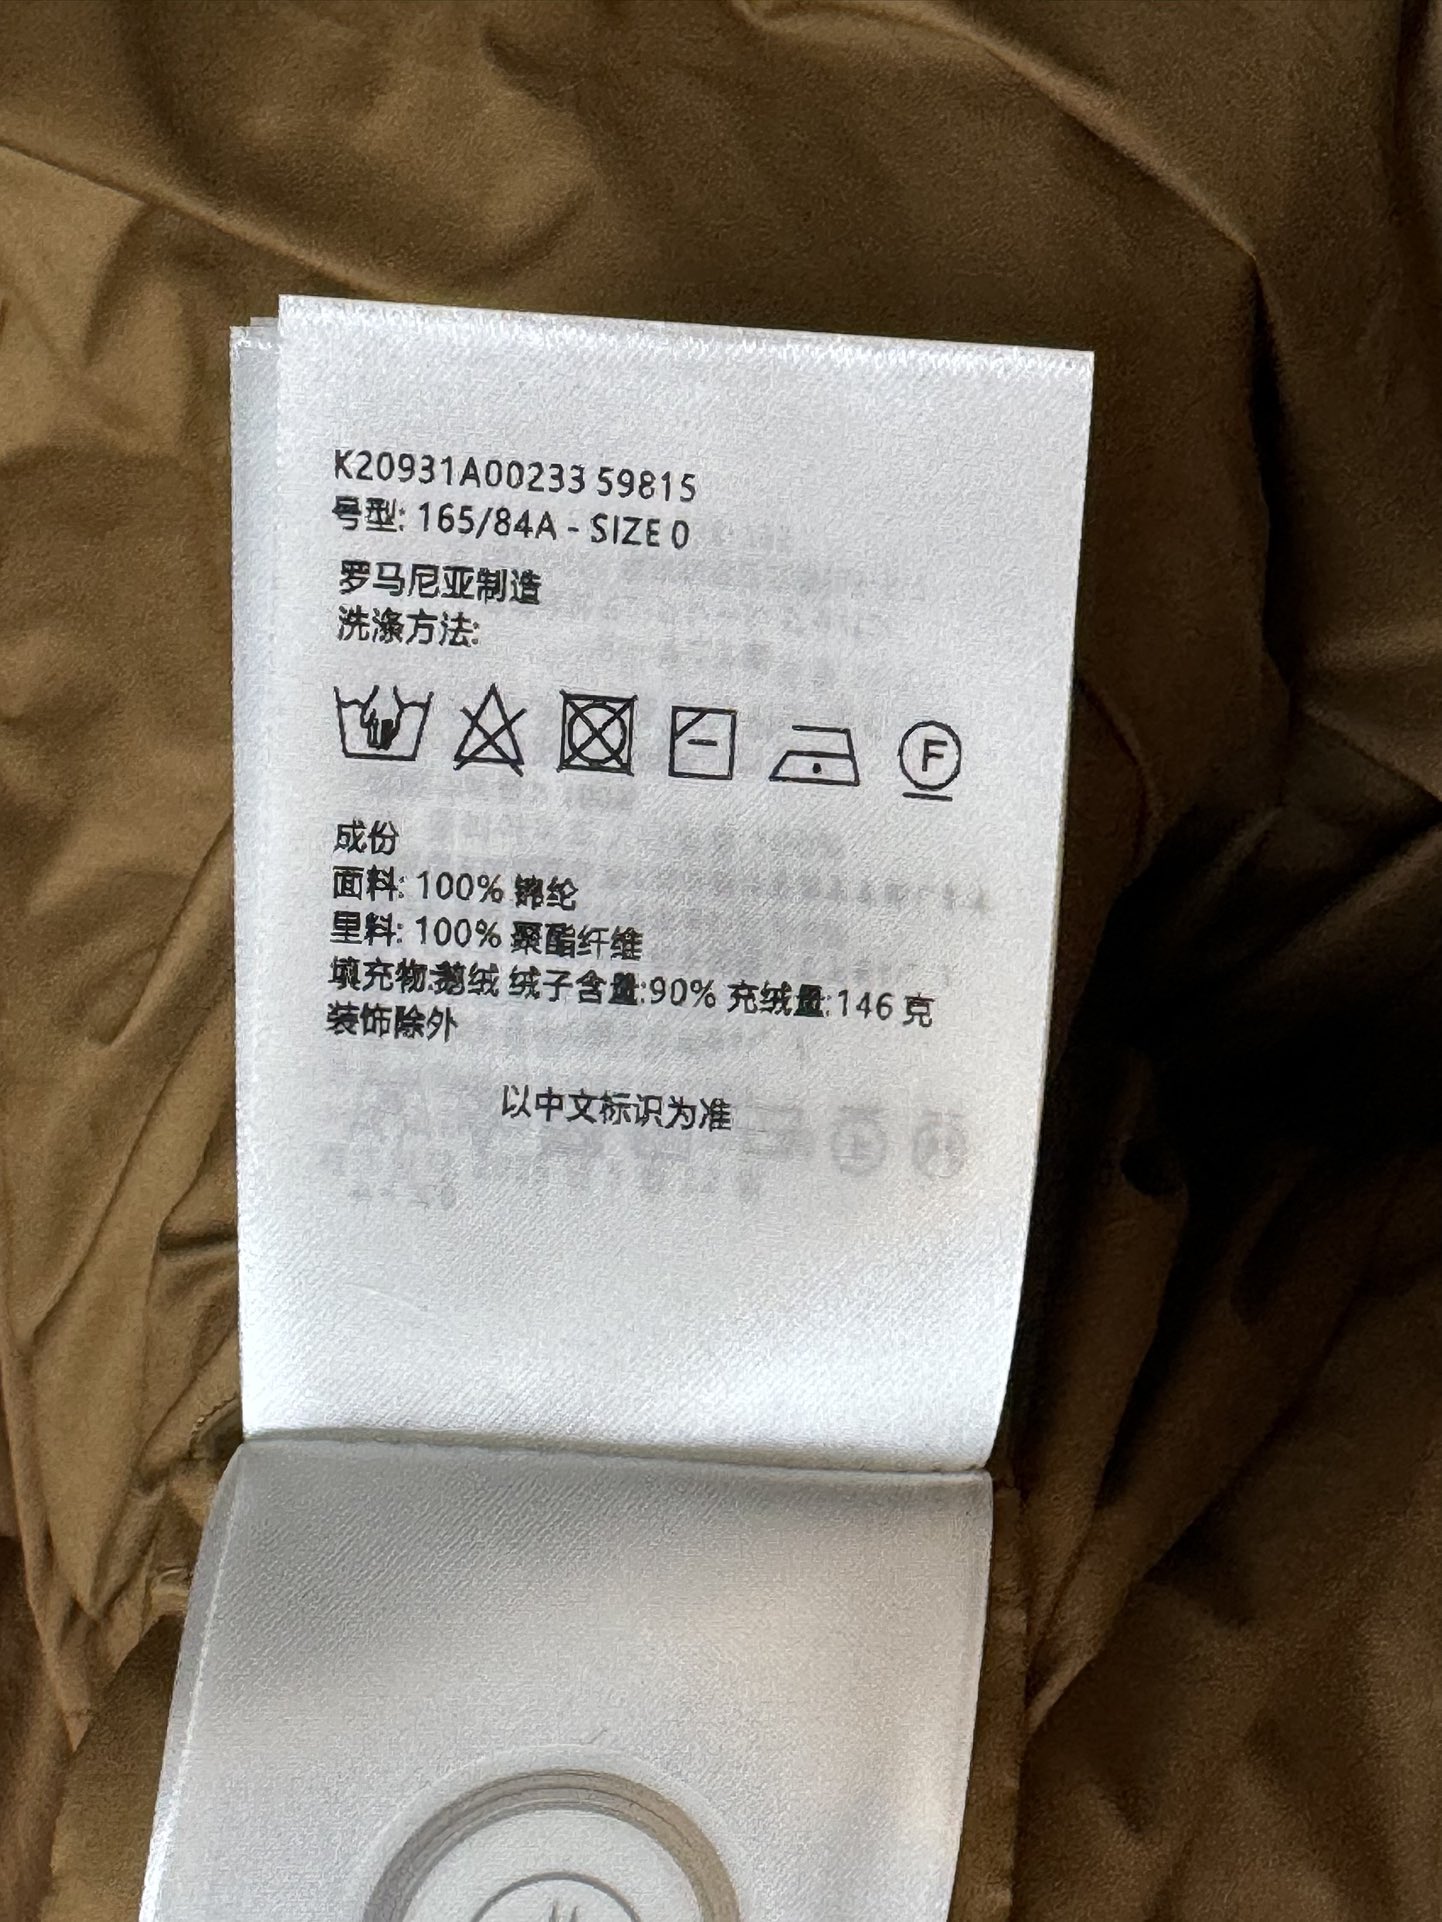 K20931A00233 59815
号型: 165/84A - SIZE 0
罗马尼亚制造
洗涤方法:
F
成份
面料: 100% 锦纶
里料: 100% 聚酯纤维
填充物:鹅绒 绒子含量:90% 充绒量:146 克
装饰除外
以中文标识为准